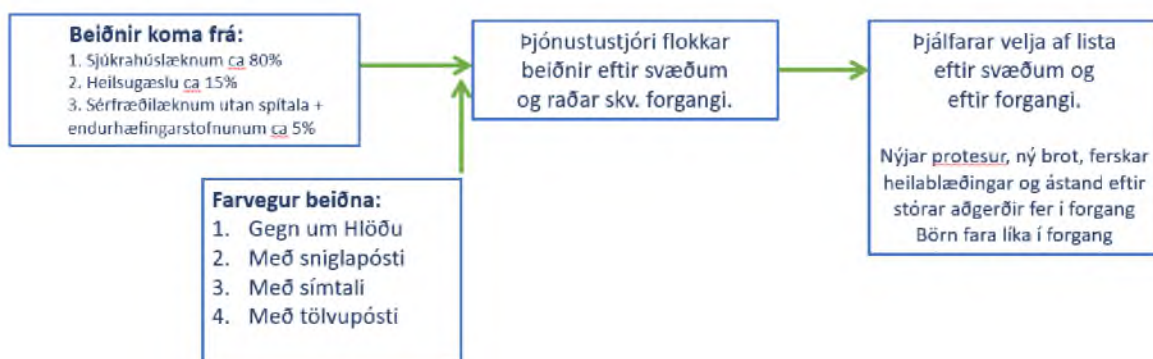 Beiðnir koma frá:
1. Sjúkrahúslæknum ca 80%
2. Heilsugæslu ca 15%
3. Sérfræðilæknum utan spítala +
endurhæfingarstofnunum ca 5%
Farvegur beiðna:
1. Gegn um Hlöðu
2. Með sniglapósti
3. Með símtali
4. Með tölvupósti
Þjónustustjóri flokkar
beiðnir eftir svæðum
og raðar skv. forgangi.
Þjálfarar velja af lista
eftir svæðum og
eftir forgangi.
Nýjar protesur, ný brot, ferskar
heilablæðingar og ástand eftir
stórar aðgerðir fer í forgang
Börn fara líka í forgang